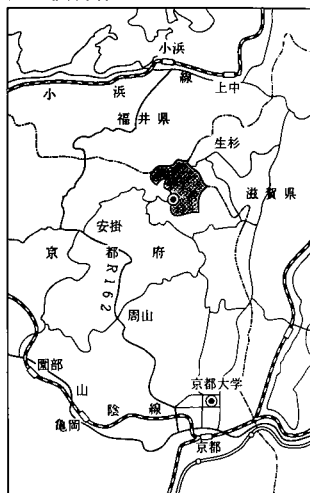 小浜
小浜線
上中
福井県
生杉
滋賀県
安掛
京都府
R162
周山
園部
京都大学
山陰線
亀岡
京都